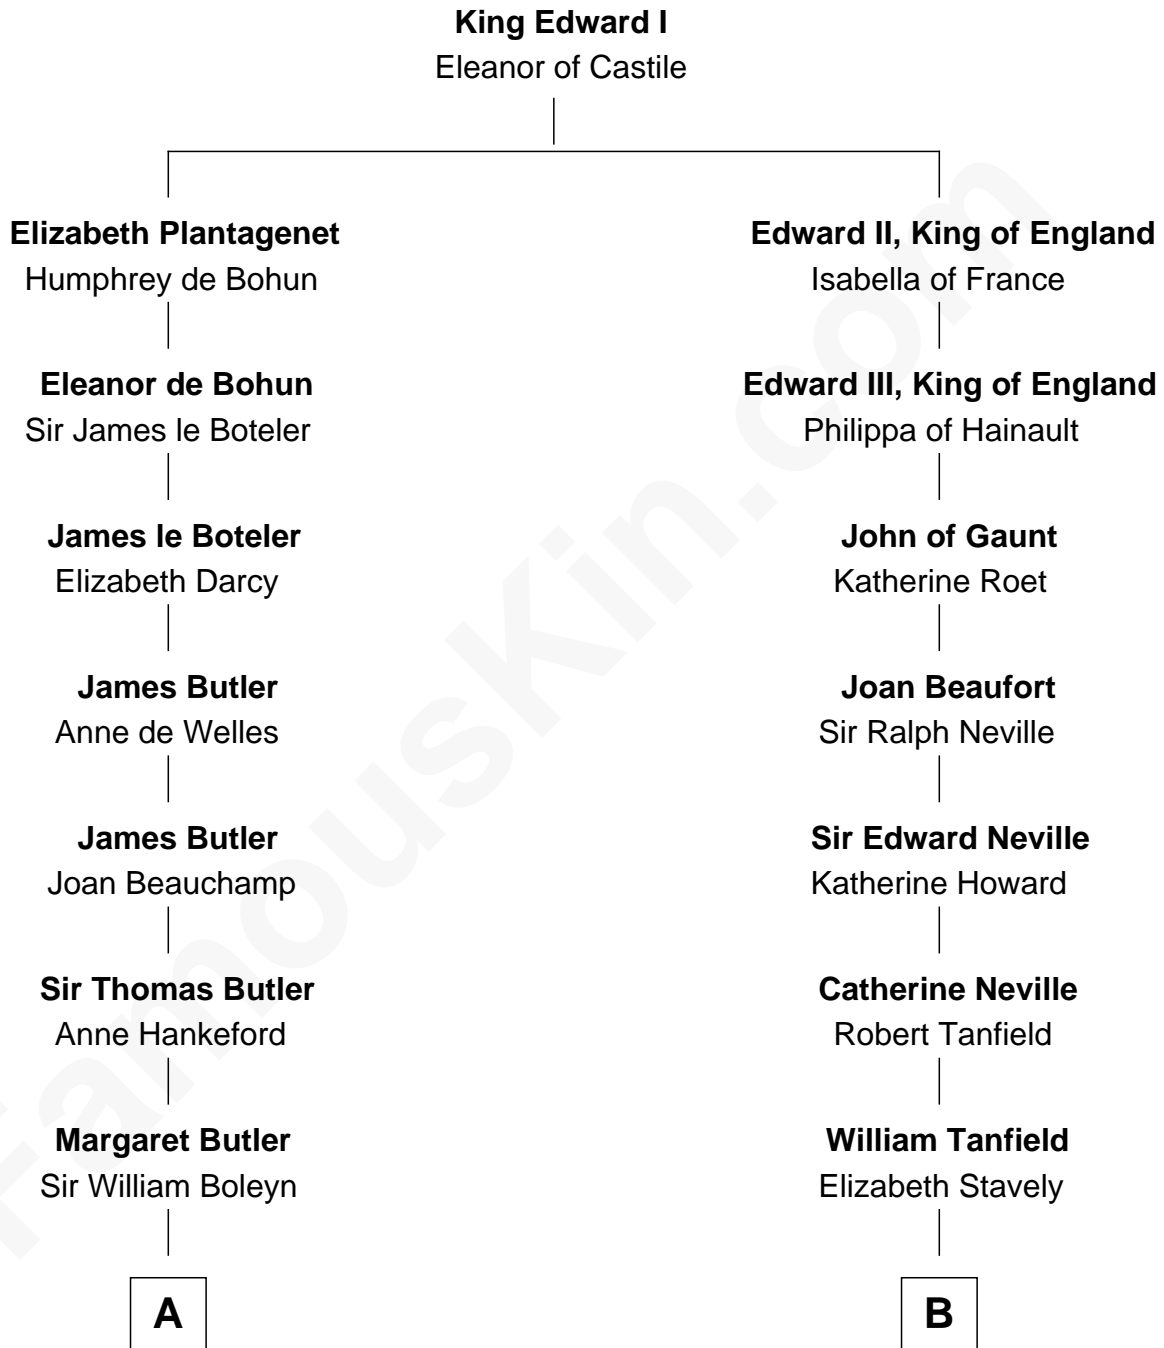 King Edward I
Eleanor of Castile
Elizabeth Plantagenet
Humphrey de Bohun
Edward II, King of England
Isabella of France
Eleanor de Bohun
Sir James le Boteler
Edward III, King of England
Philippa of Hainault
James le Boteler
Elizabeth Darcy
John of Gaunt
Katherine Roet
James Butler
Anne de Welles
Joan Beaufort
Sir Ralph Neville
James Butler
Joan Beauchamp
Sir Edward Neville
Katherine Howard
Sir Thomas Butler
Anne Hankeford
Catherine Neville
Robert Tanfield
Margaret Butler
Sir William Boleyn
William Tanfield
Elizabeth Stavely
A
B
FamousKin.com